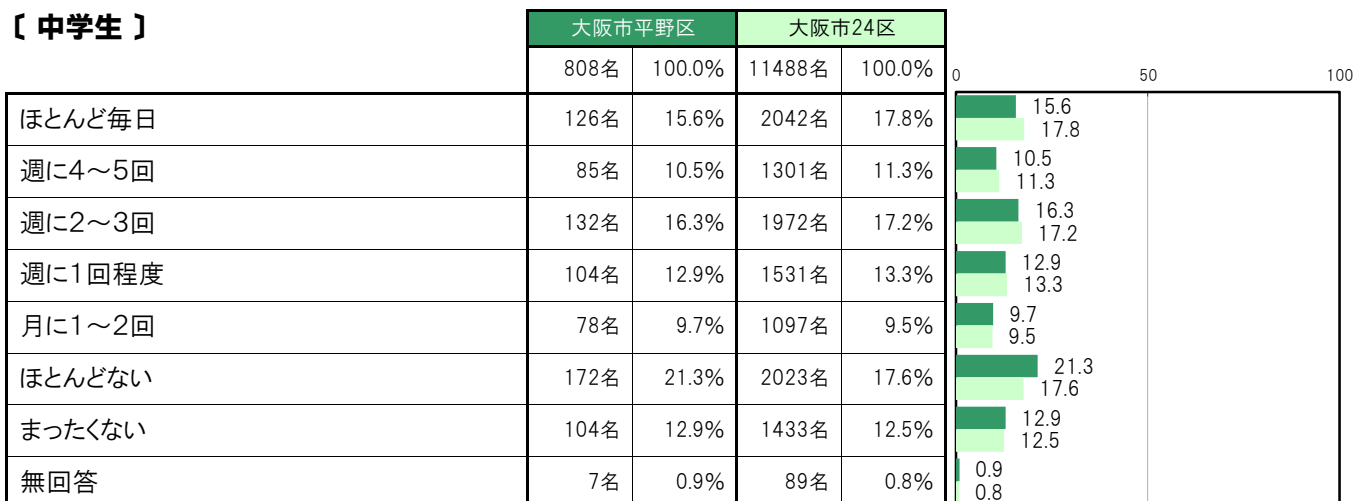 〔 中学生 〕
大阪市平野区 大阪市24区
808名 100.0% 11488名 100.0% 0 50 100
ほとんど毎日 126名 15.6% 2042名 17.8% 15.6
17.8
週に4～5回 85名 10.5% 1301名 11.3% 10.5
11.3
週に2～3回 132名 16.3% 1972名 17.2% 16.3
17.2
週に1回程度 104名 12.9% 1531名 13.3% 12.9
13.3
月に1～2回 78名 9.7% 1097名 9.5% 9.7
9.5
ほとんどない 172名 21.3% 2023名 17.6% 21.3
17.6
まったくない 104名 12.9% 1433名 12.5% 12.9
12.5
無回答 7名 0.9% 89名 0.8% 0.9
0.8